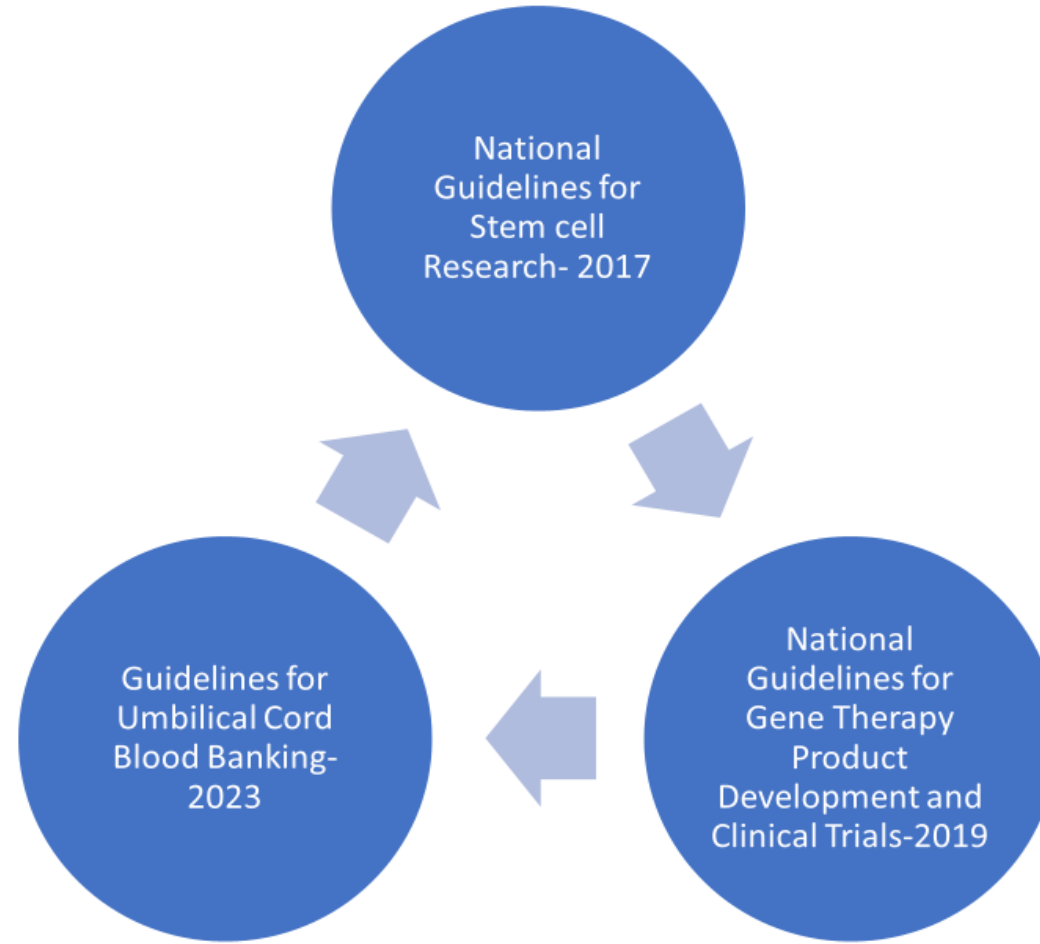 National
Guidelines for
Stem cell
Research- 2017
National
Guidelines for
Gene Therapy
Product
Development and
Clinical Trials-2019
Guidelines for
Umbilical Cord
Blood Banking-
2023